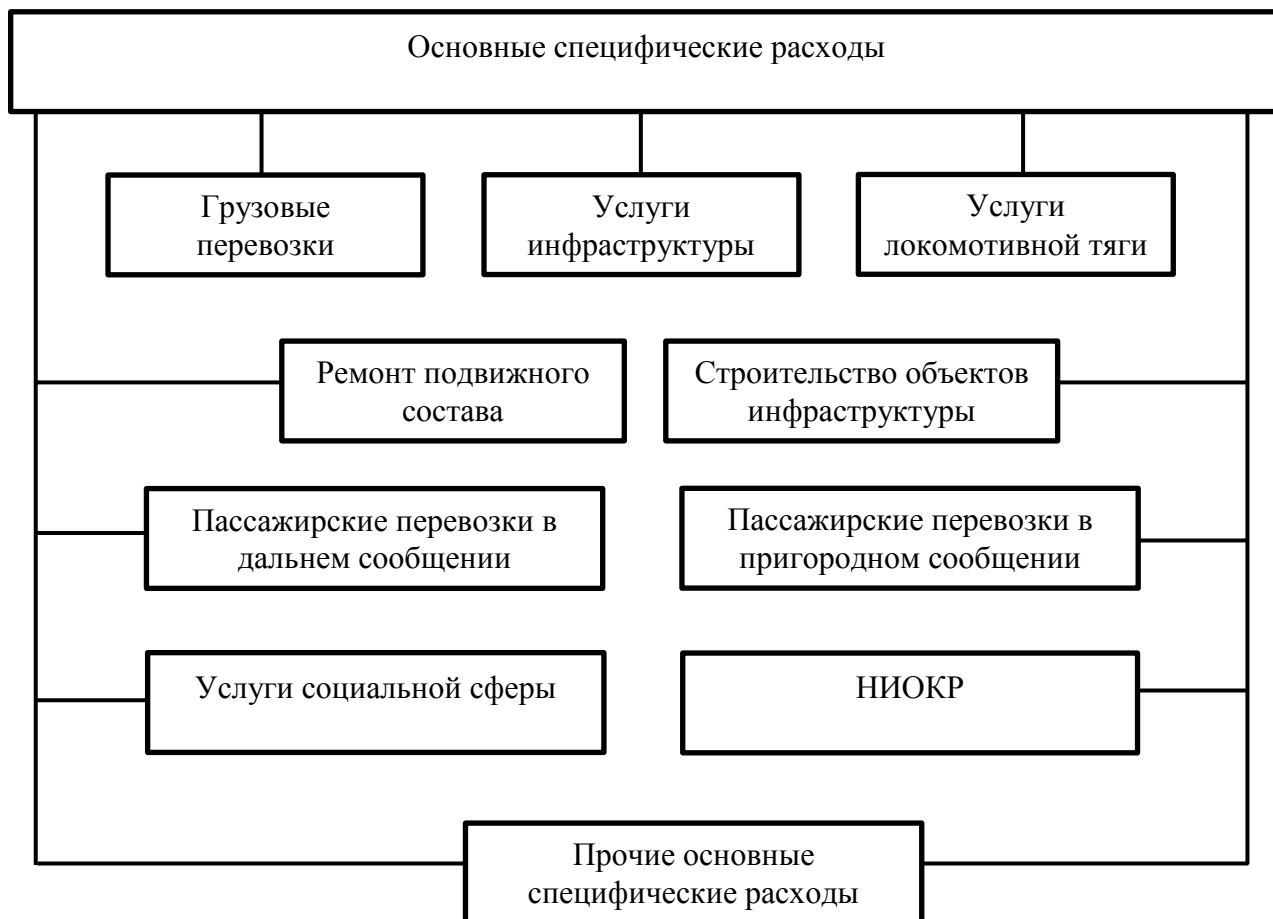 Основные специфические расходы
Грузовые
перевозки
Услуги
инфраструктуры
Услуги
локомотивной тяги
Ремонт подвижного
состава
Строительство объектов
инфраструктуры
Пассажирские перевозки в
дальнем сообщении
Пассажирские перевозки в
пригородном сообщении
Услуги социальной сферы
НИОКР
Прочие основные
специфические расходы